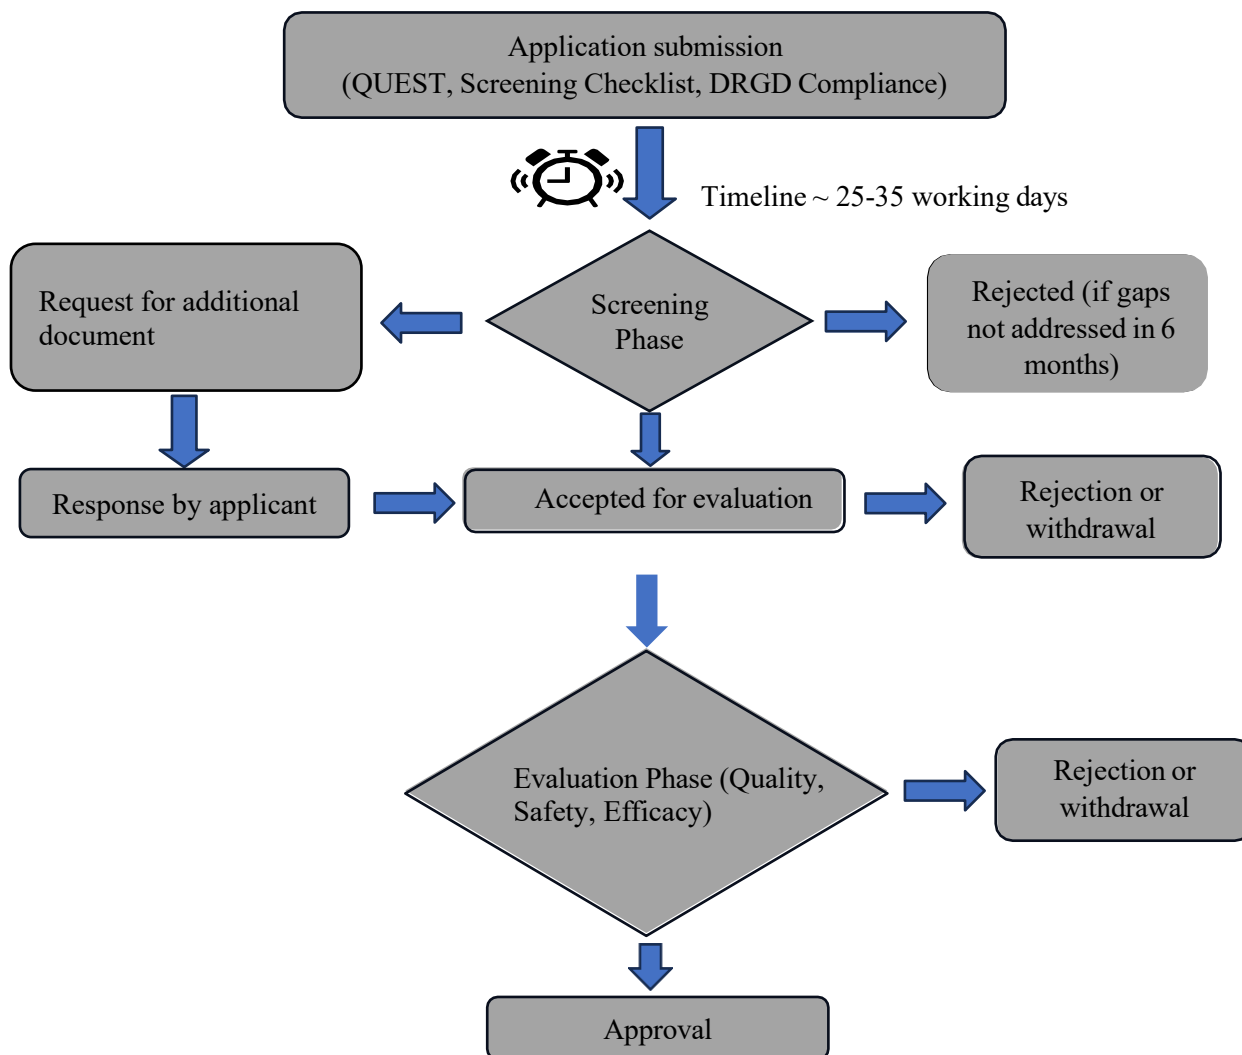 Application submission
(QUEST, Screening Checklist, DRGD Compliance)
Timeline ~ 25-35 working days
Request for additional
document
Screening
Phase
Rejected (if gaps
not addressed in 6
months)
Response by applicant
Accepted for evaluation
Rejection or
withdrawal
Evaluation Phase (Quality,
Safety, Efficacy)
Rejection or
withdrawal
Approval